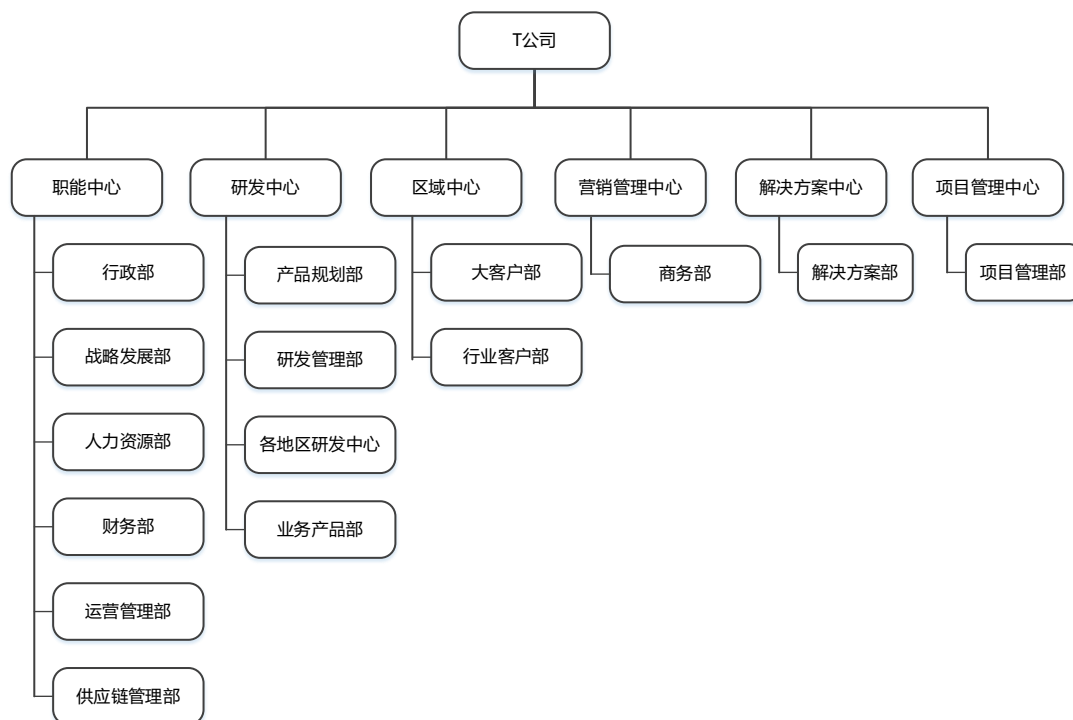 T公司
职能中心
研发中心
区域中心
营销管理中心
解决方案中心
项目管理中心
行政部
产品规划部
大客户部
商务部
解决方案部
项目管理部
战略发展部
研发管理部
行业客户部
人力资源部
各地区研发中心
财务部
业务产品部
运营管理部
供应链管理部